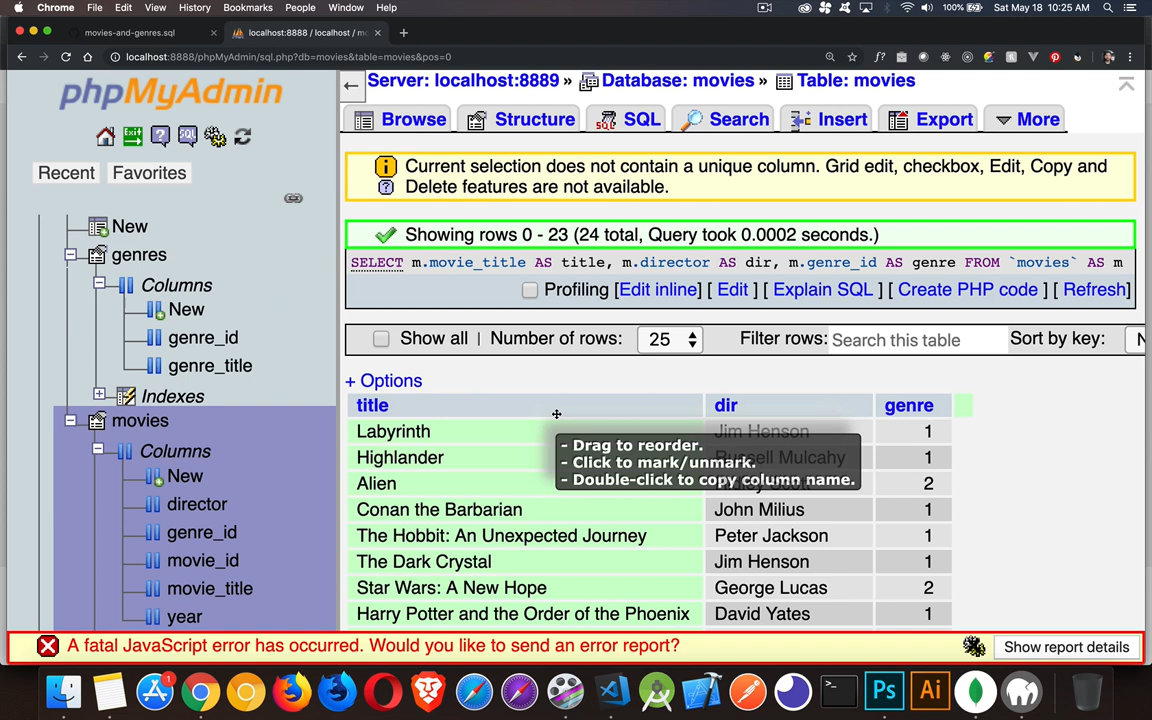 Chrome File Edit View History Bookmarks People Window Help 100% Sat May 18 10:25 AM
movies-and-genres.sql × localhost:8888 / localhost / mo × +
localhost:8888/phpMyAdmin/sql.php?db=movies&table=movies&pos=0
phpMyAdmin
Recent Favorites
New
genres
Columns
New
genre_id
genre_title
Indexes
movies
Columns
New
director
genre_id
movie_id
movie_title
year
Server: localhost:8889 » Database: movies » Table: movies
Browse Structure SQL Search Insert Export More
Current selection does not contain a unique column. Grid edit, checkbox, Edit, Copy and
Delete features are not available.
Showing rows 0 - 23 (24 total, Query took 0.0002 seconds.)
SELECT m.movie_title AS title, m.director AS dir, m.genre_id AS genre FROM `movies` AS m
Profiling [Edit inline] [ Edit ] [ Explain SQL ] [ Create PHP code ] [ Refresh]
Show all | Number of rows: 25 Filter rows: Search this table Sort by key: N
+ Options
title dir genre
Labyrinth Jim Henson 1
Highlander Russell Mulcahy 1
Alien 2
Conan the Barbarian John Milius 1
The Hobbit: An Unexpected Journey Peter Jackson 1
The Dark Crystal Jim Henson 1
Star Wars: A New Hope George Lucas 2
Harry Potter and the Order of the Phoenix David Yates 1
- Drag to reorder.
- Click to mark/unmark.
- Double-click to copy column name.
A fatal JavaScript error has occurred. Would you like to send an error report? Show report details
1
Ps Ai